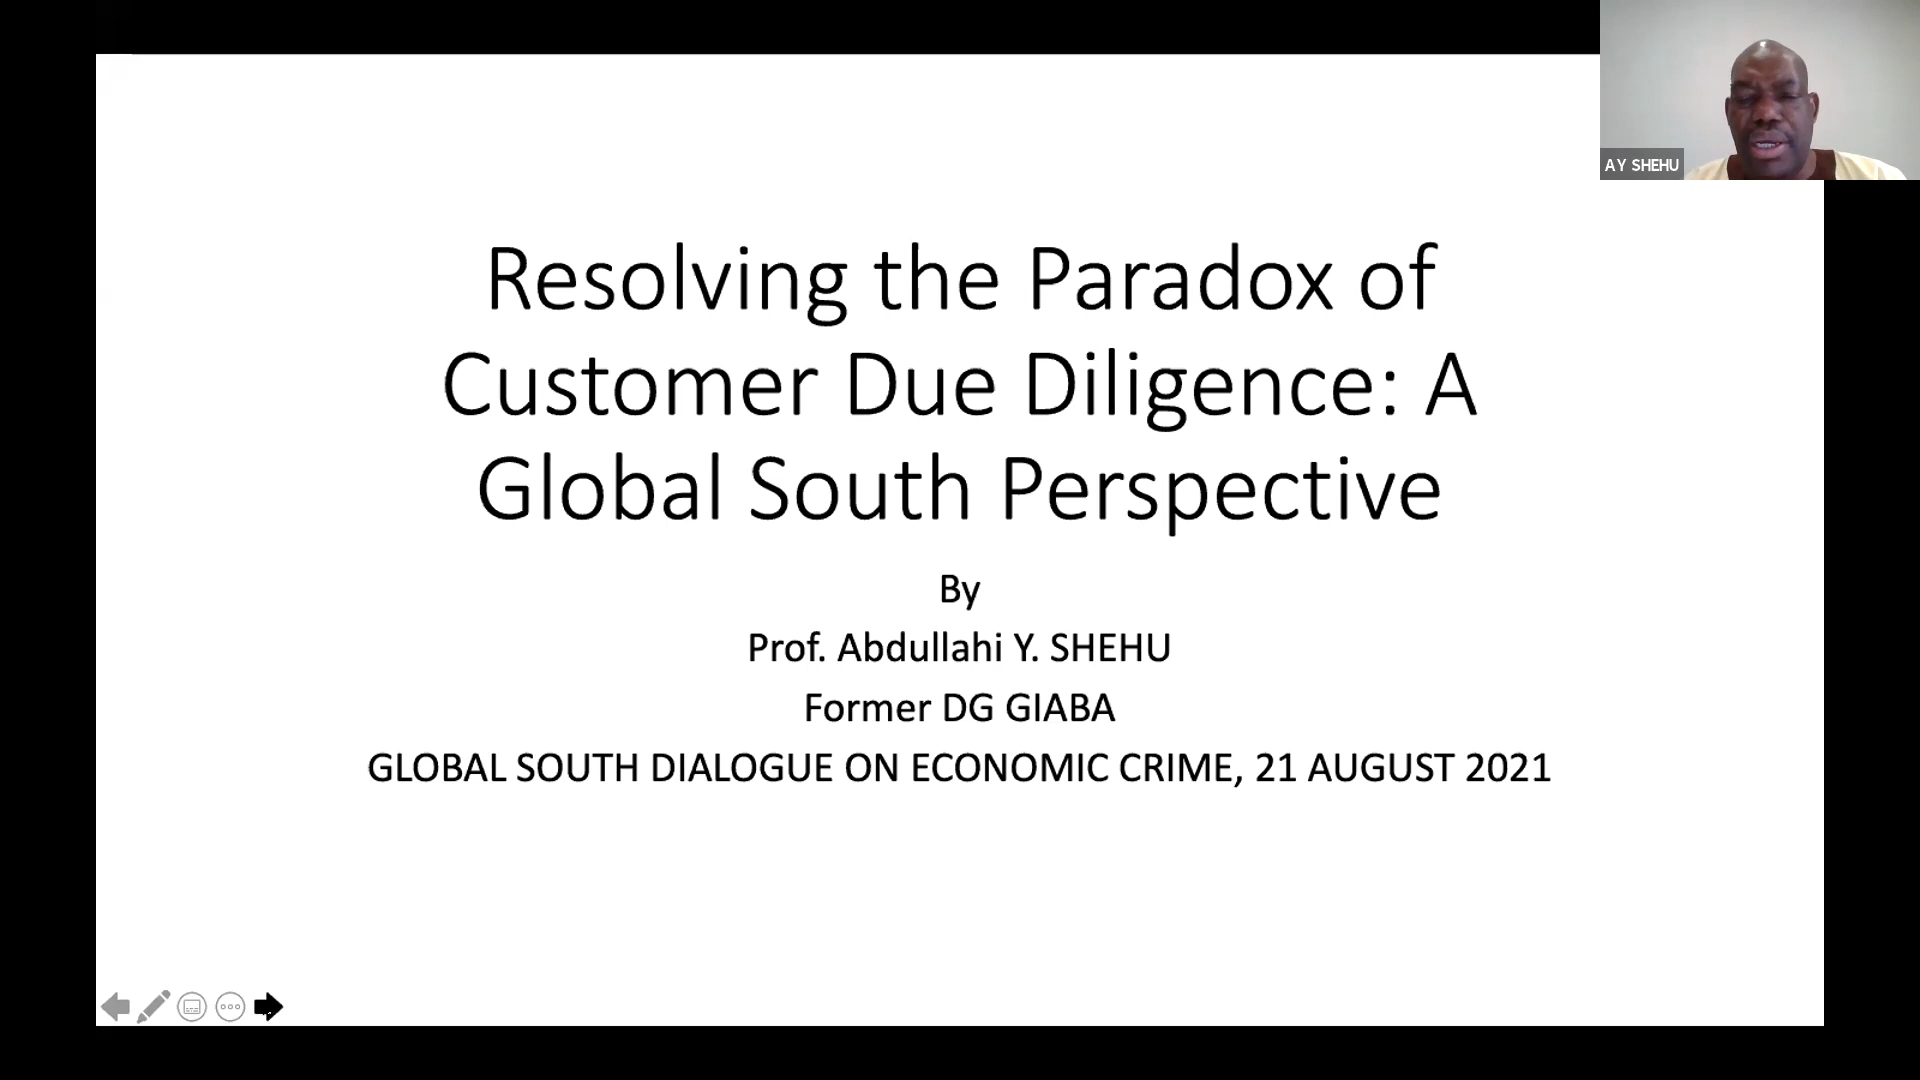 Resolving the Paradox of
Customer Due Diligence: A
Global South Perspective
By
Prof. Abdullahi Y. SHEHU
Former DG GIABA
GLOBAL SOUTH DIALOGUE ON ECONOMIC CRIME, 21 AUGUST 2021
A Y SHEHU